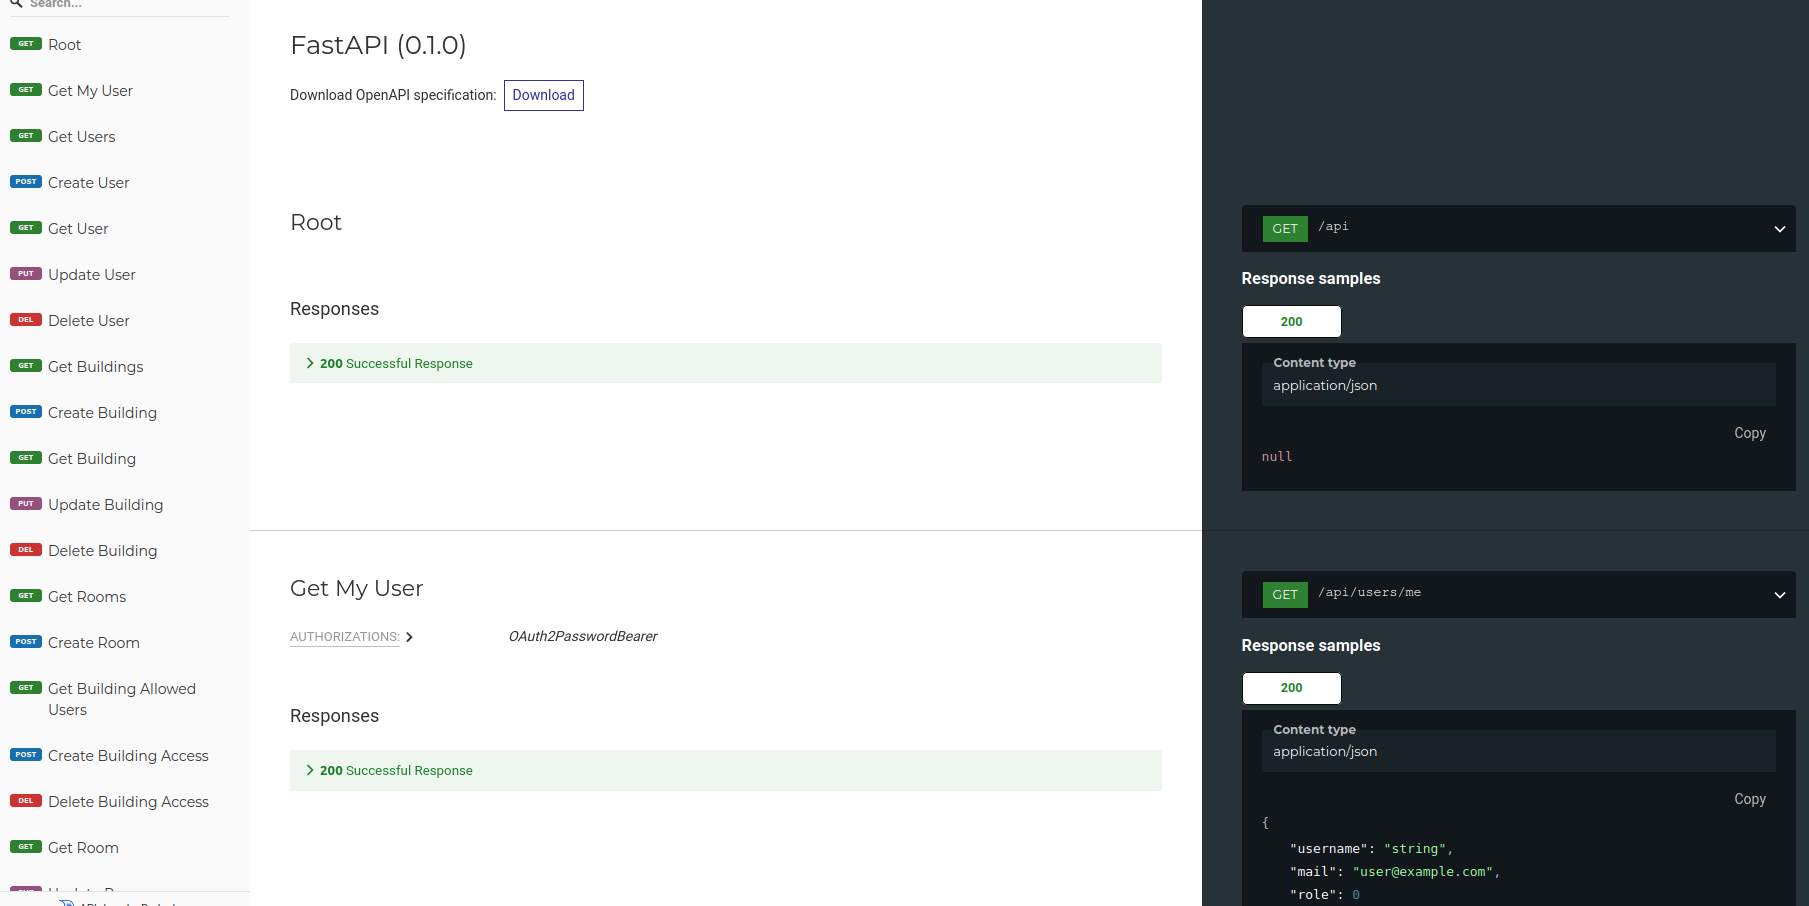 Search...
GET Root
GET Get My User
GET Get Users
POST Create User
GET Get User
PUT Update User
DEL Delete User
GET Get Buildings
POST Create Building
GET Get Building
PUT Update Building
DEL Delete Building
GET Get Rooms
POST Create Room
GET Get Building Allowed
Users
POST Create Building Access
DEL Delete Building Access
GET Get Room
FastAPI (0.1.0)
Download OpenAPI specification: Download
Root
Responses
200 Successful Response
GET /api
Response samples
200
Content type
application/json
Copy
null
Get My User
AUTHORIZATIONS: OAuth2PasswordBearer
Responses
200 Successful Response
GET /api/users/me
Response samples
200
Content type
application/json
Copy
{
"username": "string",
"mail": "user@example.com",
"role": 0